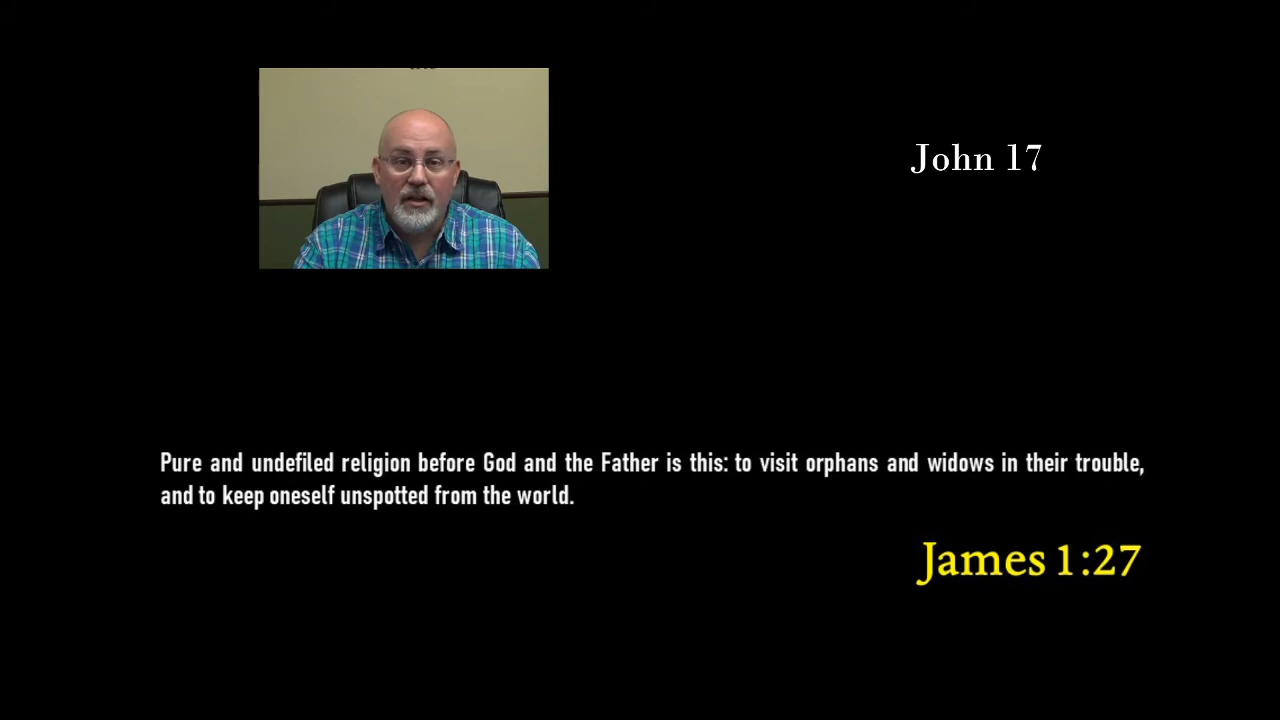 John 17
Pure and undefiled religion before God and the Father is this: to visit orphans and widows in their trouble,
and to keep oneself unspotted from the world.
James 1:27